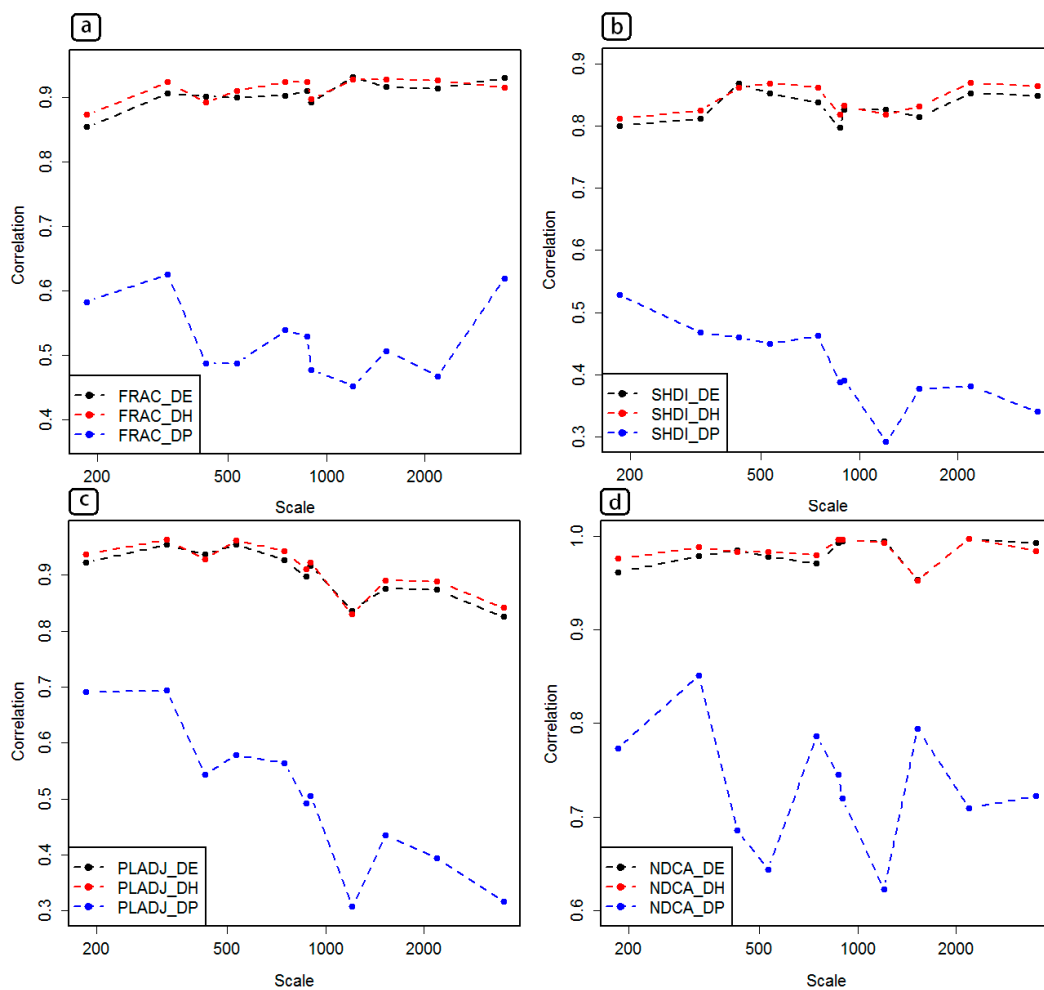 a
0.9
0.8
0.7
0.6
0.5
0.4
Correlation
FRAC_DE
FRAC_DH
FRAC_DP
200
500
1000
2000
Scale
b
0.9
0.8
0.7
0.6
0.5
0.4
0.3
Correlation
SHDI_DE
SHDI_DH
SHDI_DP
200
500
1000
2000
Scale
c
0.9
0.8
0.7
0.6
0.5
0.4
0.3
Correlation
PLADJ_DE
PLADJ_DH
PLADJ_DP
200
500
1000
2000
Scale
d
1.0
0.9
0.8
0.7
0.6
Correlation
NDCA_DE
NDCA_DH
NDCA_DP
200
500
1000
2000
Scale